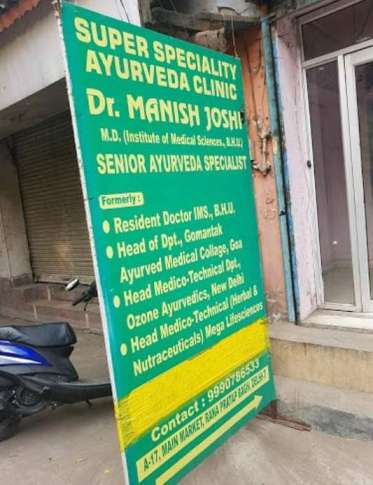 SUPER SPECIALITY
AYURVEDA CLINIC
Dr. MANISH JOSHI
M.D. (Institute of Medical Sciences., B.H.U.)
SENIOR AYURVEDA SPECIALIST
Formerly :
• Resident Doctor IMS., B.H.U.
• Head of Dpt., Gomantak
Ayurved Medical Collage, Goa
• Head Medico-Technical Dpt.,
Ozone Ayurvedics, New Delhi
• Head Medico-Technical (Herbal &
Nutraceuticals) Mega Lifesciences
Contact : 9990786533
A-17, MAIN MARKET, RANA PRATAP BAGH, DELHI-7